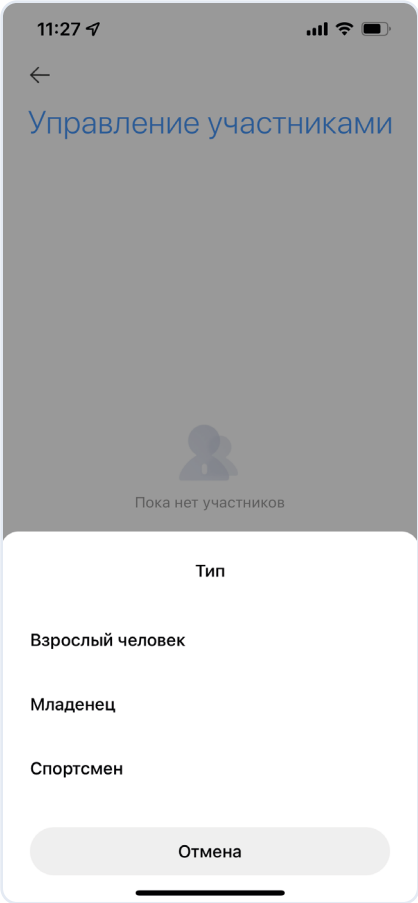 11:27
Управление участниками
Пока нет участников
Тип
Взрослый человек
Младенец
Спортсмен
Отмена